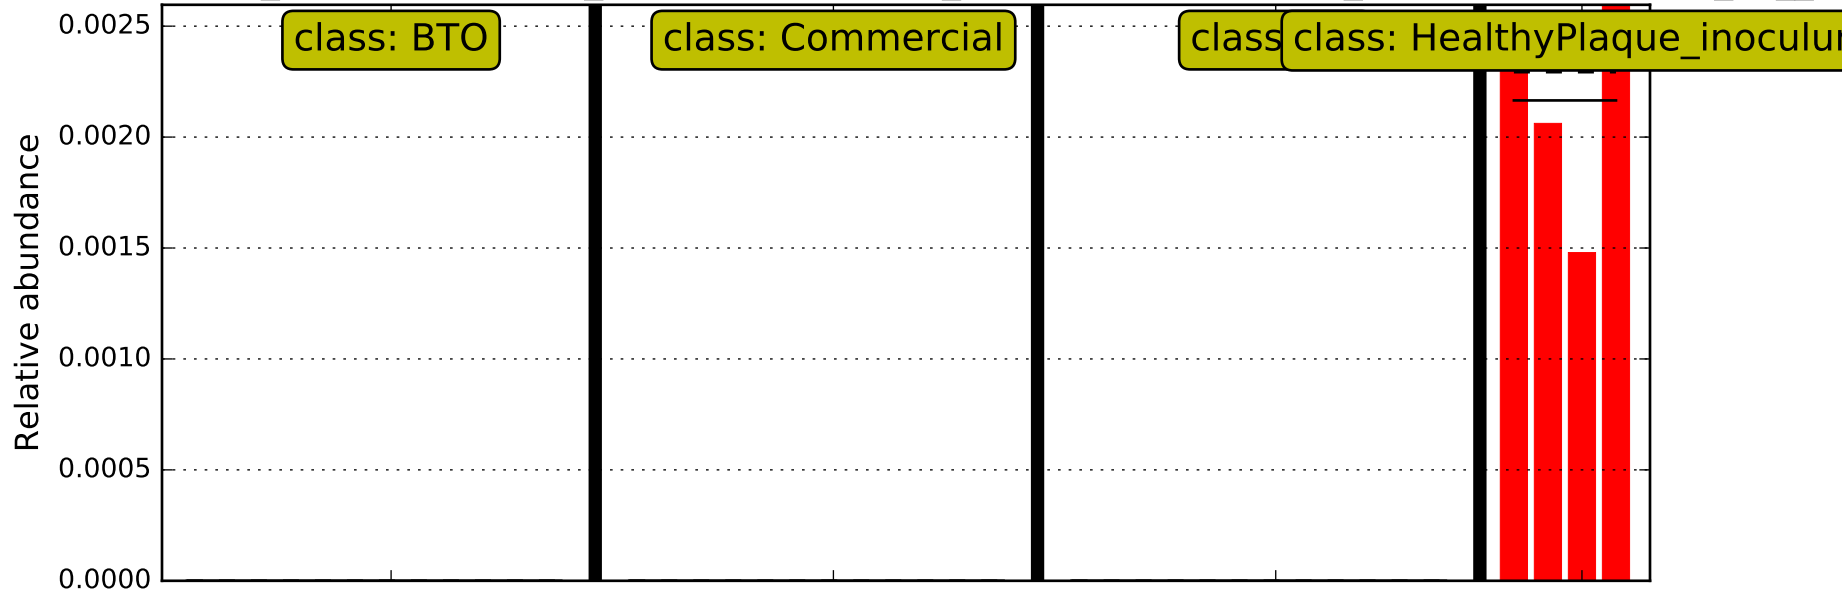 Relative abundance
0.0025
0.0020
0.0015
0.0010
0.0005
0.0000
class: BTO
class: Commercial
class
class: HealthyPlaque_inoculu